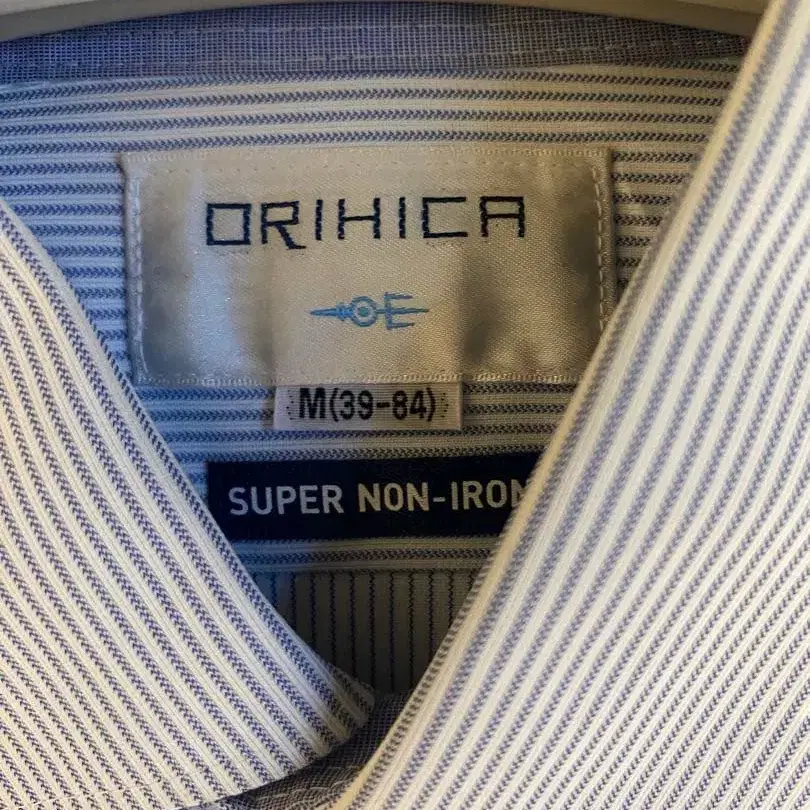 ORIHICA
M(39-84)
SUPER NON-IRON